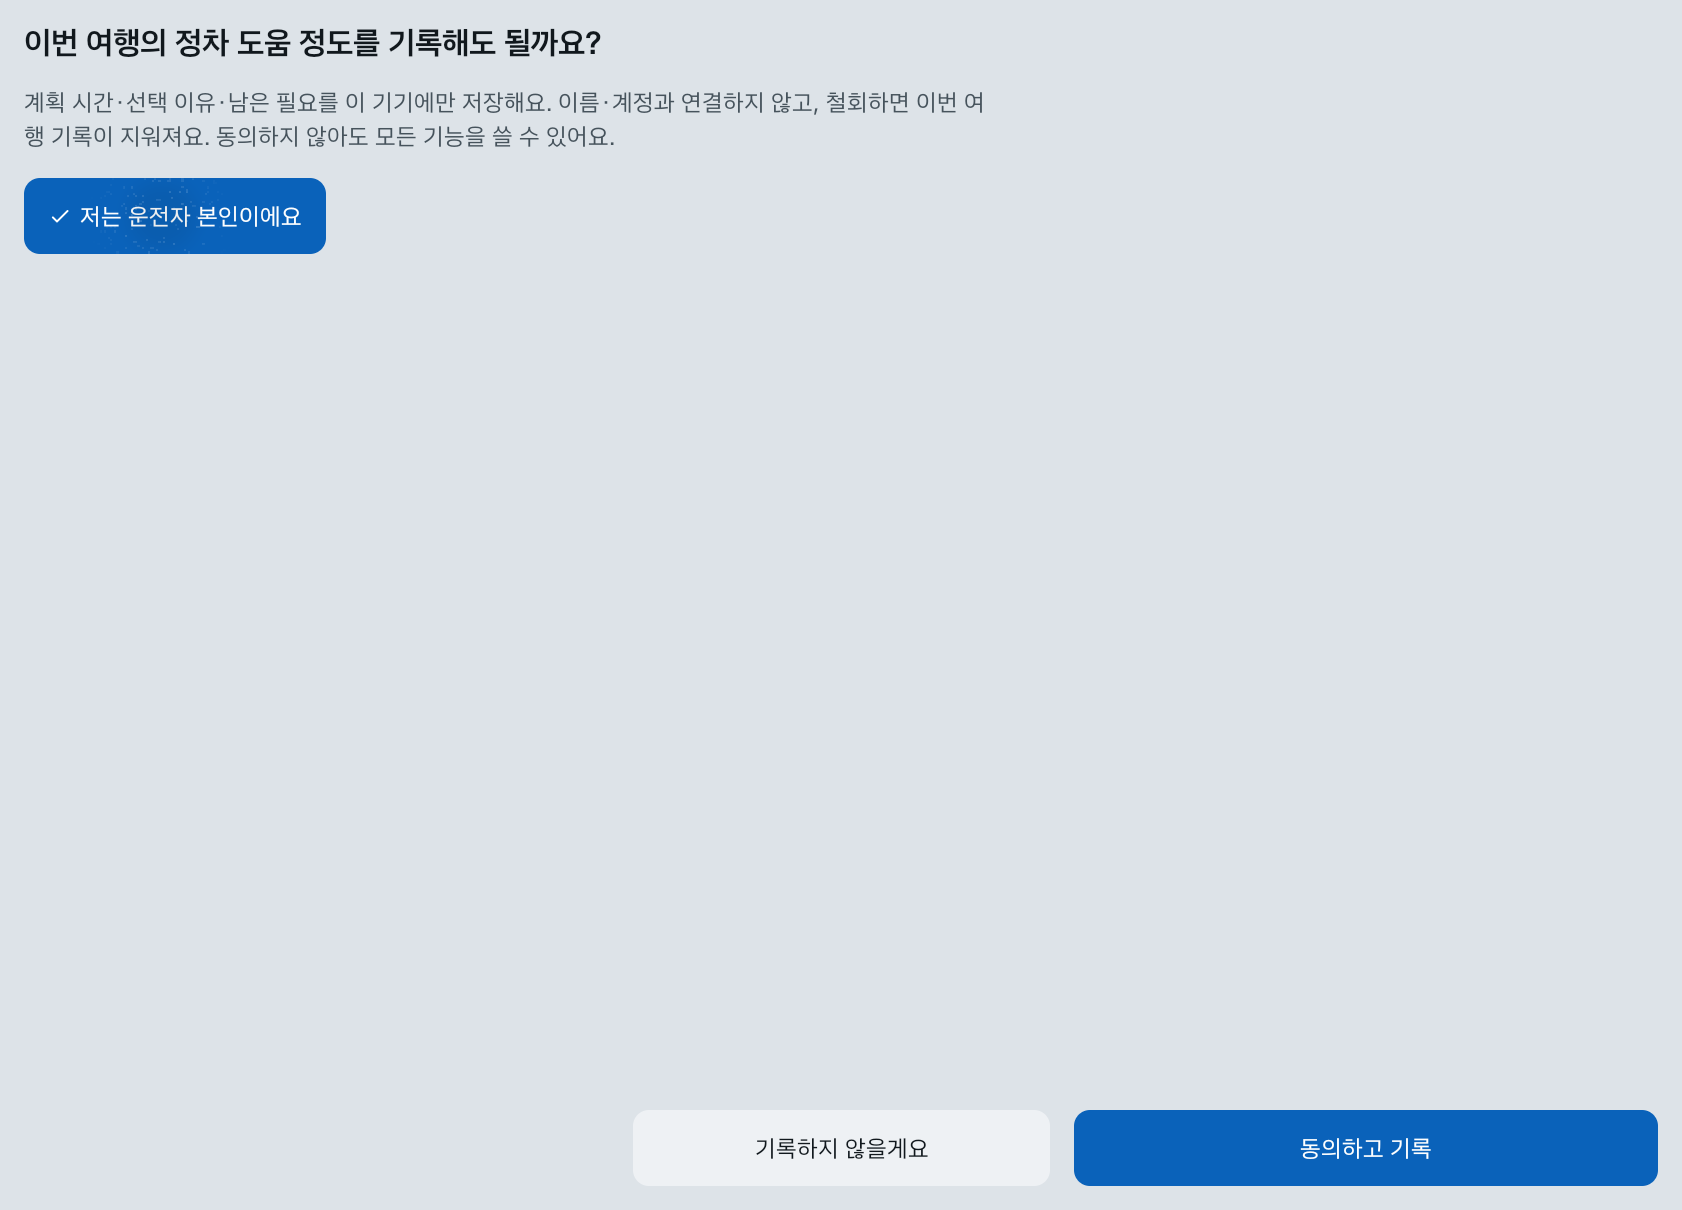 이번 여행의 정차 도움 정도를 기록해도 될까요?
계획 시간·선택 이유·남은 필요를 이 기기에만 저장해요. 이름·계정과 연결하지 않고, 철회하면 이번 여
행 기록이 지워져요. 동의하지 않아도 모든 기능을 쓸 수 있어요.
✓ 저는 운전자 본인이에요
기록하지 않을게요
동의하고 기록